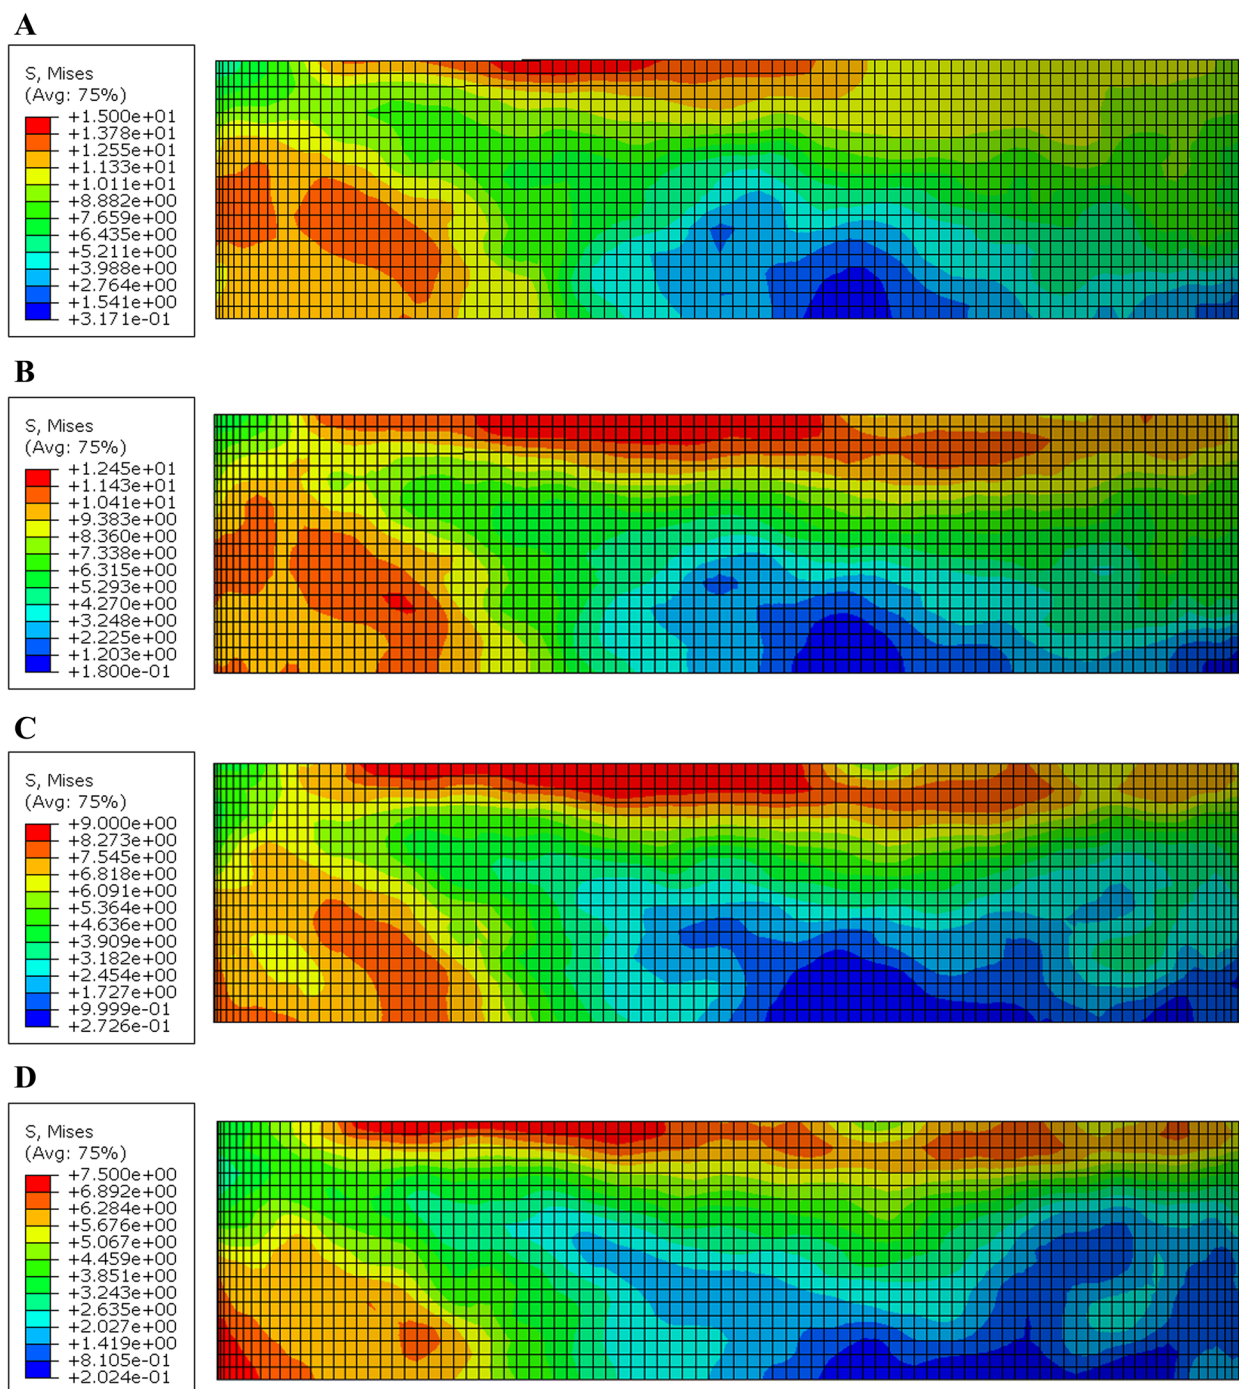 A
S, Mises
(Avg: 75%)
+1.500e+01
+1.378e+01
+1.255e+01
+1.133e+01
+1.011e+01
+8.882e+00
+7.659e+00
+6.435e+00
+5.211e+00
+3.988e+00
+2.764e+00
+1.541e+00
+3.171e-01
B
S, Mises
(Avg: 75%)
+1.245e+01
+1.143e+01
+1.041e+01
+9.383e+00
+8.360e+00
+7.338e+00
+6.315e+00
+5.293e+00
+4.270e+00
+3.248e+00
+2.225e+00
+1.203e+00
+1.800e-01
C
S, Mises
(Avg: 75%)
+9.000e+00
+8.273e+00
+7.545e+00
+6.818e+00
+6.091e+00
+5.364e+00
+4.636e+00
+3.909e+00
+3.182e+00
+2.454e+00
+1.727e+00
+9.999e-01
+2.726e-01
D
S, Mises
(Avg: 75%)
+7.500e+00
+6.892e+00
+6.284e+00
+5.676e+00
+5.067e+00
+4.459e+00
+3.851e+00
+3.243e+00
+2.635e+00
+2.027e+00
+1.419e+00
+8.105e-01
+2.024e-01